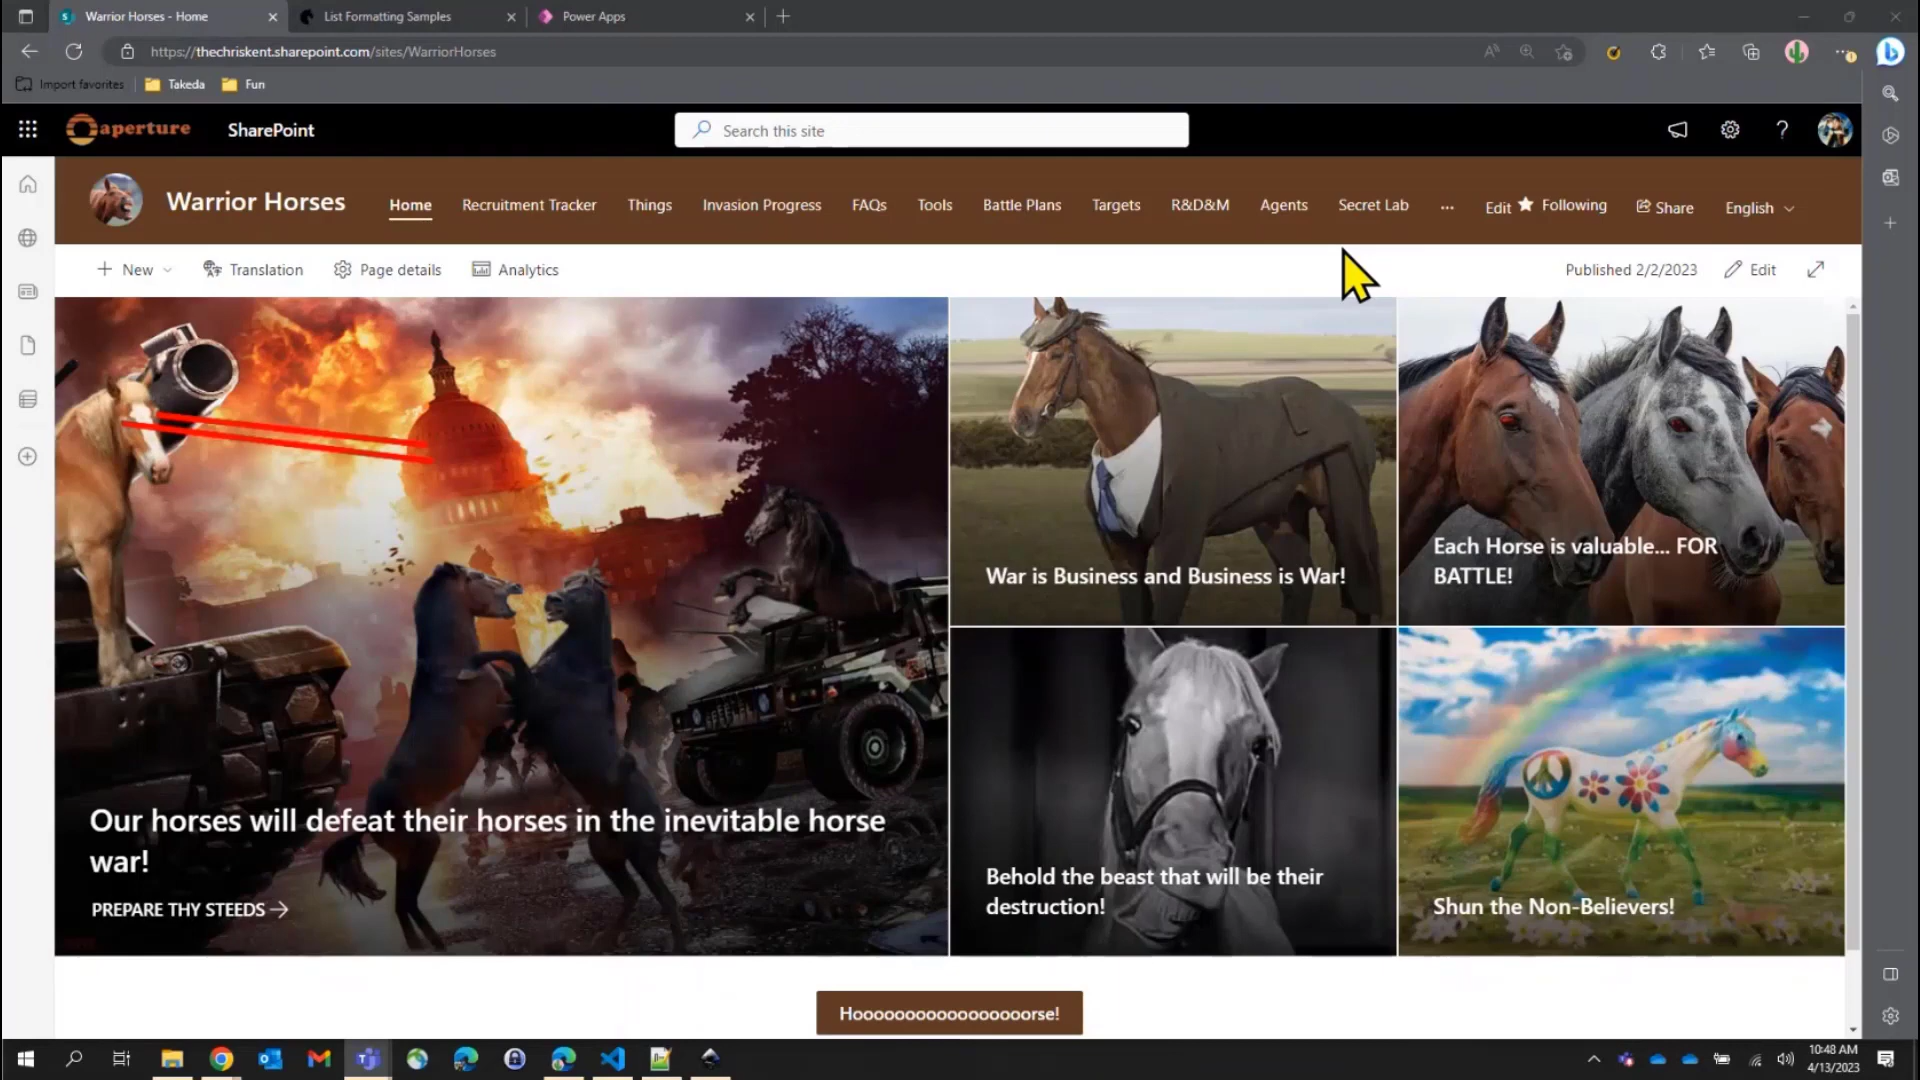 Warrior Horses - Home
List Formatting Samples
Power Apps
https://thechriskent.sharepoint.com/sites/WarriorHorses
Import favorites
Takeda
Fun
aperture
SharePoint
Search this site
Warrior Horses
Home
Recruitment Tracker
Things
Invasion Progress
FAQs
Tools
Battle Plans
Targets
R&D&M
Agents
Secret Lab
...
Edit
Following
Share
English
New
Translation
Page details
Analytics
Published 2/2/2023
Edit
Our horses will defeat their horses in the inevitable horse
war!
PREPARE THY STEEDS
War is Business and Business is War!
Each Horse is valuable... FOR
BATTLE!
Behold the beast that will be their
destruction!
Shun the Non-Believers!
Hooooooooooooooooorse!
10:48 AM
4/13/2023